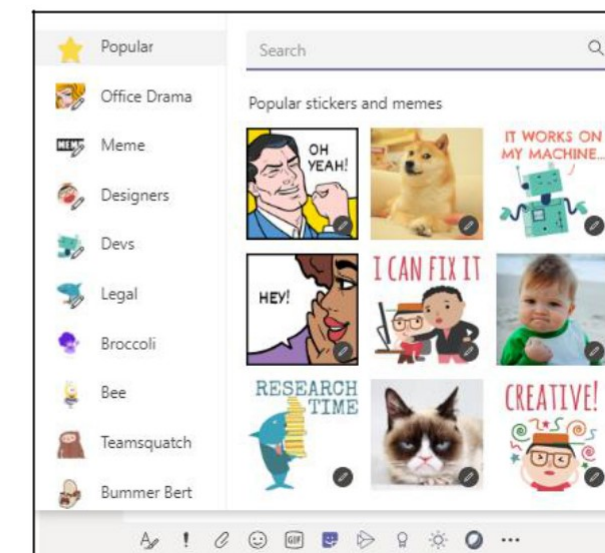 Popular
Office Drama
Meme
Designers
Devs
Legal
Broccoli
Bee
Teamsquatch
Bummer Bert
Search
Popular stickers and memes
OH
YEAH!
IT WORKS ON
MY MACHINE...
HEY!
I CAN FIX IT
RESEARCH
TIME
CREATIVE!
GIF